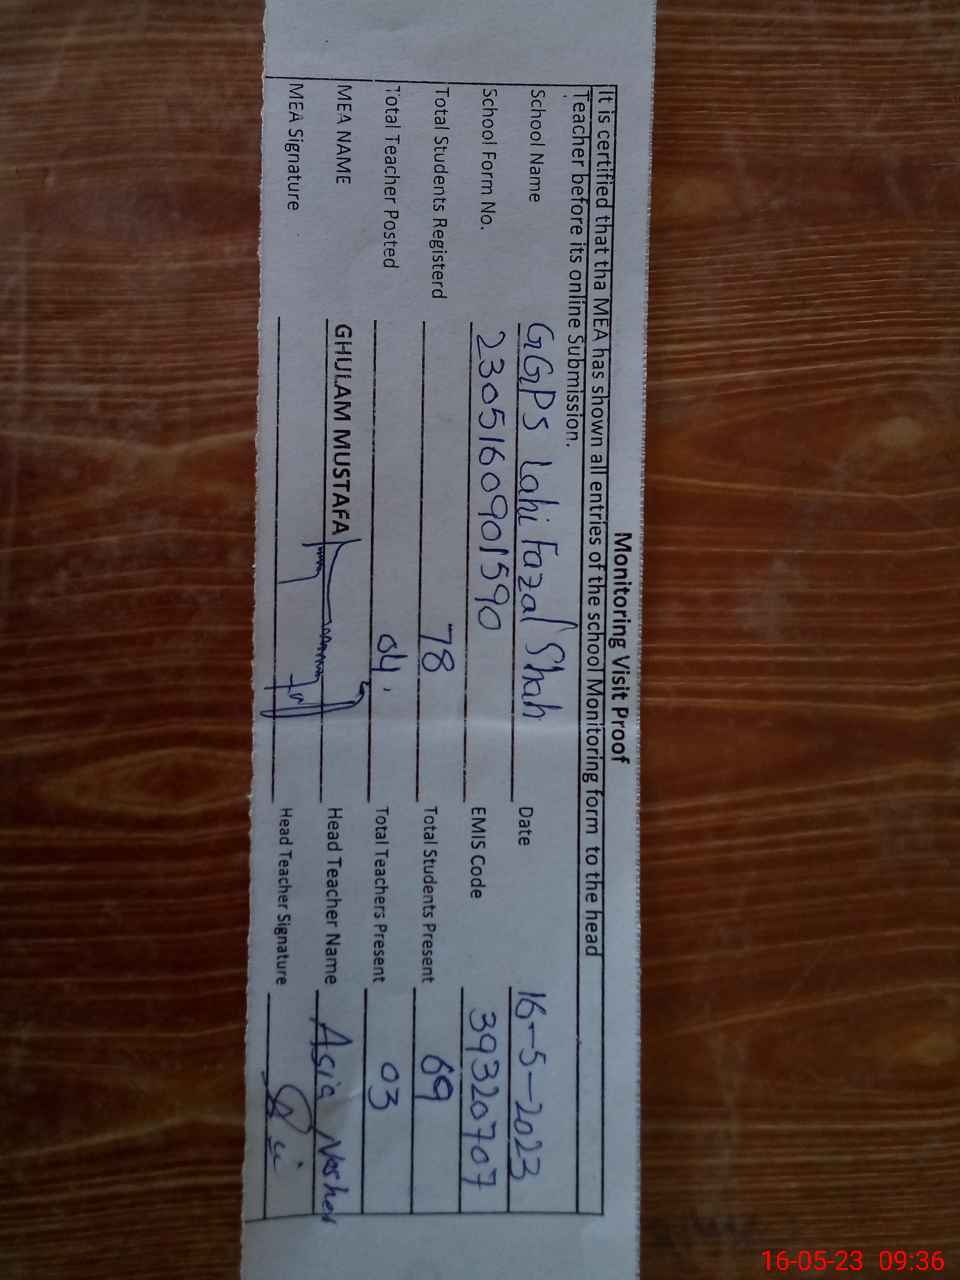 Monitoring Visit Proof
It is certified that tha MEA has shown all entries of the school Monitoring form to the head
Teacher before its online Submission.
School Name GGPS Lahi Fazal Shah Date 16-5-2023
School Form No. 2305160901590 EMIS Code 39320707
Total Students Registerd 78 Total Students Present 69
Total Teacher Posted 04 Total Teachers Present 03
MEA NAME GHULAM MUSTAFA Head Teacher Name Asia
MEA Signature Head Teacher Signature
16-05-23 09:36